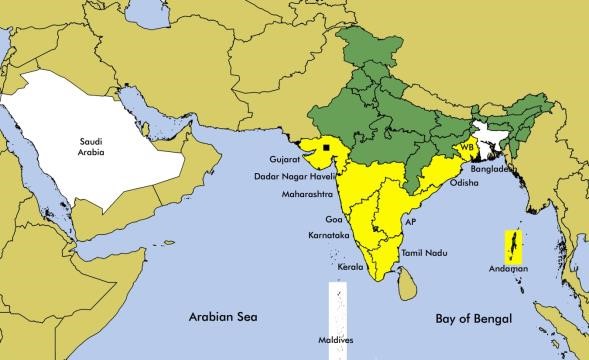 Saudi
Arabia
Gujarat
WB
Bangladesh
Dadar Nagar Haveli
Odisha
Maharashtra
Goa
AP
Karnataka
Tamil Nadu
Kerala
Andaman
Arabian Sea
Bay of Bengal
Maldives